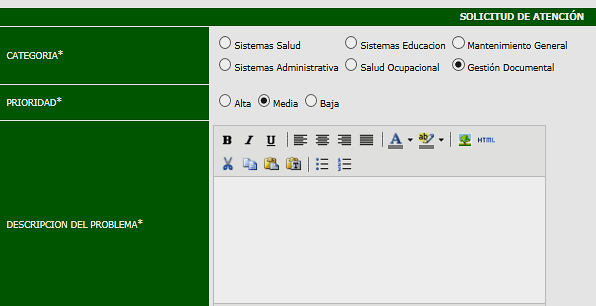 SOLICITUD DE ATENCIÓN
CATEGORIA*
Sistemas Salud Sistemas Educacion Mantenimiento General
Sistemas Administrativa Salud Ocupacional Gestión Documental
PRIORIDAD*
Alta Media Baja
B I U A ab HTML
DESCRIPCION DEL PROBLEMA*